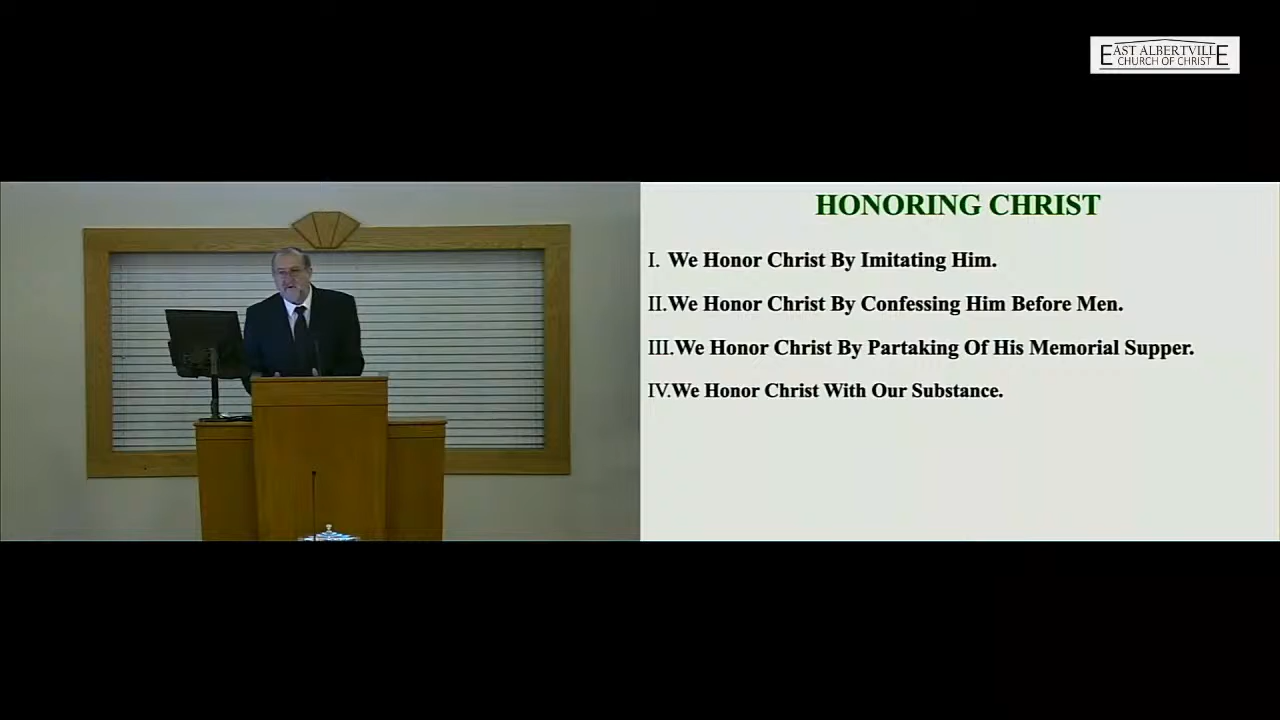 EAST ALBERTVILLE
CHURCH OF CHRIST
HONORING CHRIST
I. We Honor Christ By Imitating Him.
II.We Honor Christ By Confessing Him Before Men.
III.We Honor Christ By Partaking Of His Memorial Supper.
IV.We Honor Christ With Our Substance.